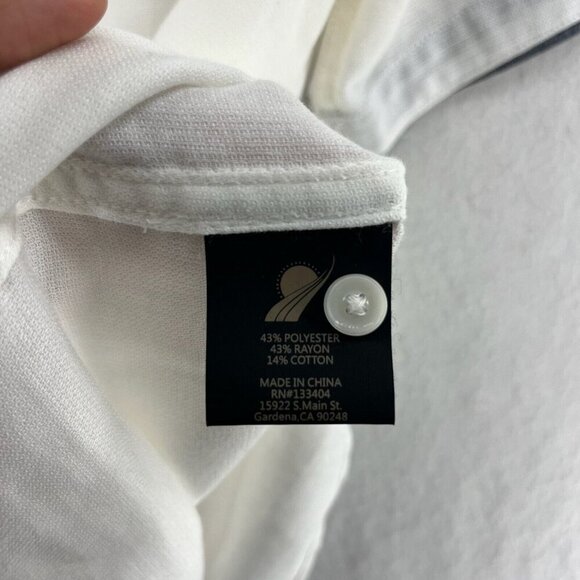 43% POLYESTER
43% RAYON
14% COTTON
MADE IN CHINA
RN#133404
15922 S.Main St.
Gardena,CA 90248